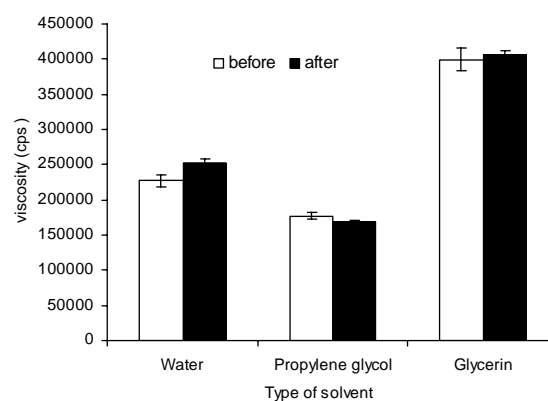 450000
400000
350000
300000
250000
200000
150000
100000
50000
0
viscosity (cps )
before after
Water Propylene glycol Glycerin
Type of solvent